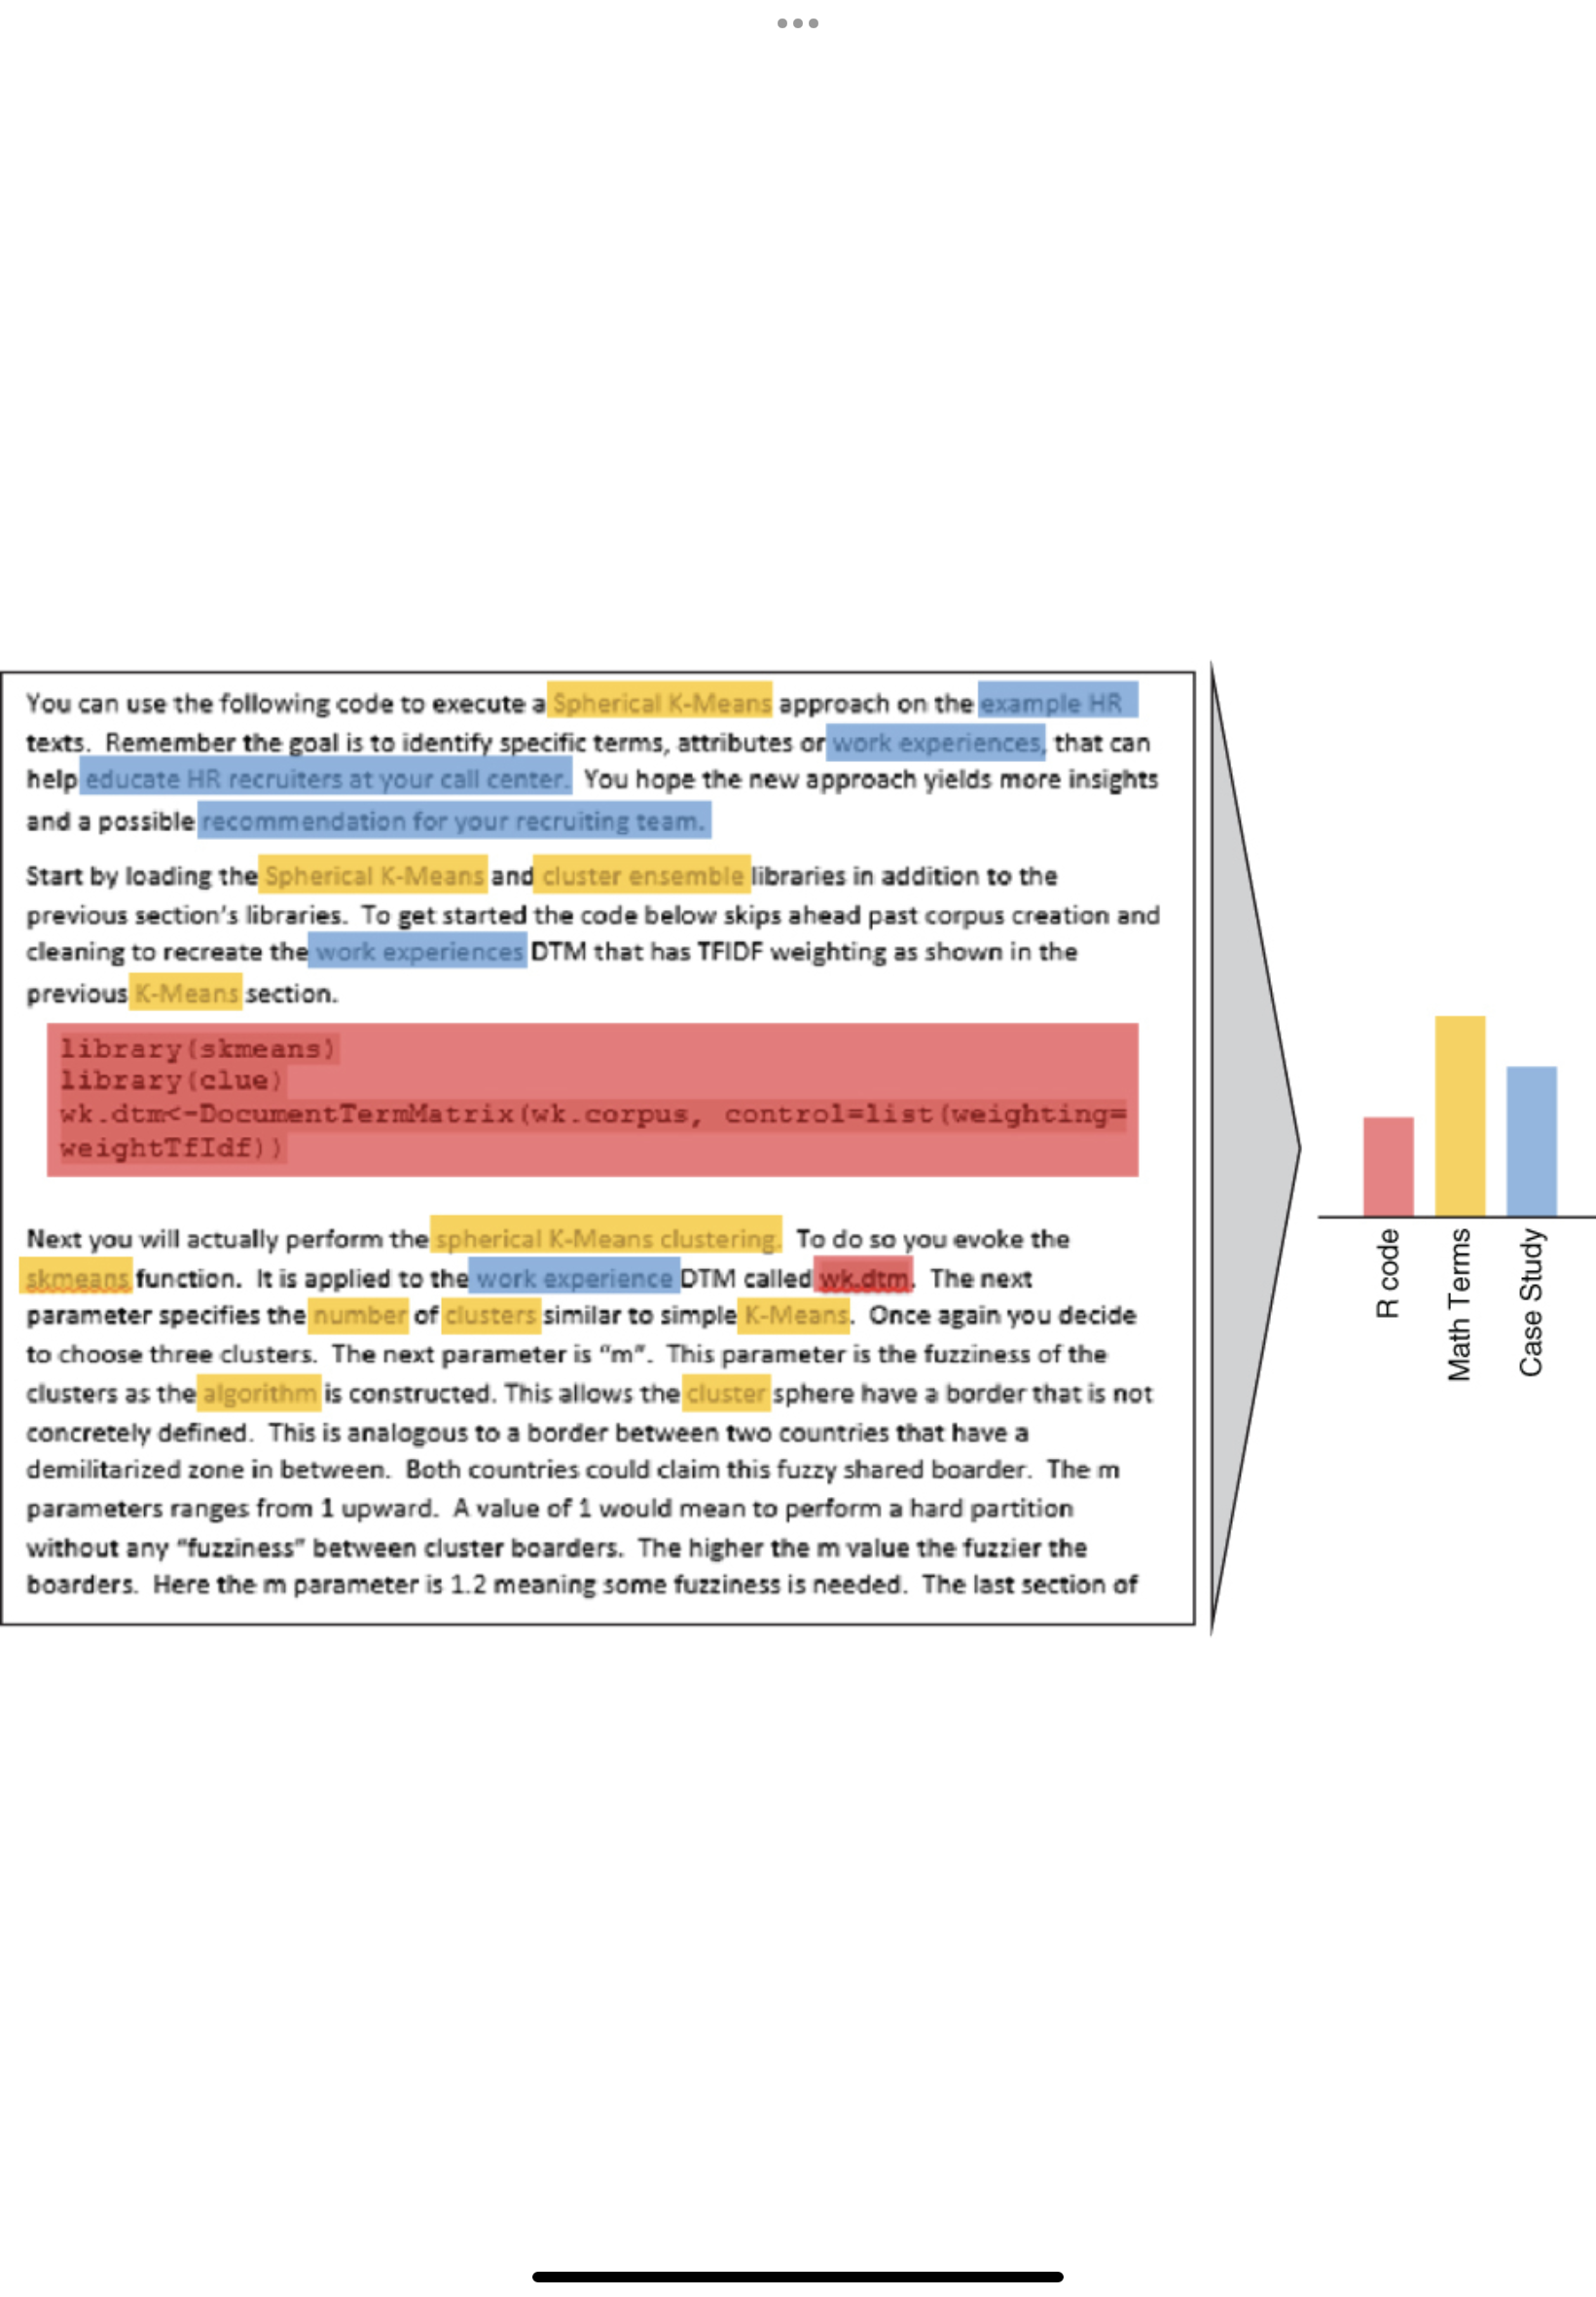 You can use the following code to execute a Spherical K-Means approach on the example HR
texts. Remember the goal is to identify specific terms, attributes or work experiences, that can
help educate HR recruiters at your call center. You hope the new approach yields more insights
and a possible recommendation for your recruiting team.
Start by loading the Spherical K-Means and cluster ensemble libraries in addition to the
previous section's libraries. To get started the code below skips ahead past corpus creation and
cleaning to recreate the work experiences DTM that has TFIDF weighting as shown in the
previous K-Means section.
library(skmeans)
library(clue)
wk.dtm<-DocumentTermMatrix(wk.corpus, control=list(weighting=
weightTfIdf))
Next you will actually perform the spherical K-Means clustering. To do so you evoke the
skmeans function. It is applied to the work experience DTM called wk.dtm. The next
parameter specifies the number of clusters similar to simple K-Means. Once again you decide
to choose three clusters. The next parameter is “m”. This parameter is the fuzziness of the
clusters as the algorithm is constructed. This allows the cluster sphere have a border that is not
concretely defined. This is analogous to a border between two countries that have a
demilitarized zone in between. Both countries could claim this fuzzy shared boarder. The m
parameters ranges from 1 upward. A value of 1 would mean to perform a hard partition
without any “fuzziness” between cluster boarders. The higher the m value the fuzzier the
boarders. Here the m parameter is 1.2 meaning some fuzziness is needed. The last section of
R code
Math Terms
Case Study